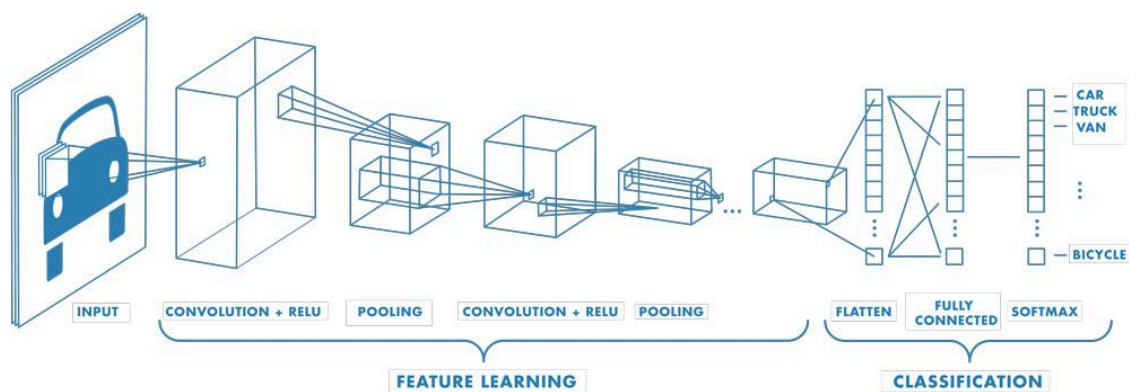 CAR
TRUCK
VAN
BICYCLE
INPUT
CONVOLUTION + RELU
POOLING
CONVOLUTION + RELU
POOLING
FLATTEN
FULLY
CONNECTED
SOFTMAX
FEATURE LEARNING
CLASSIFICATION